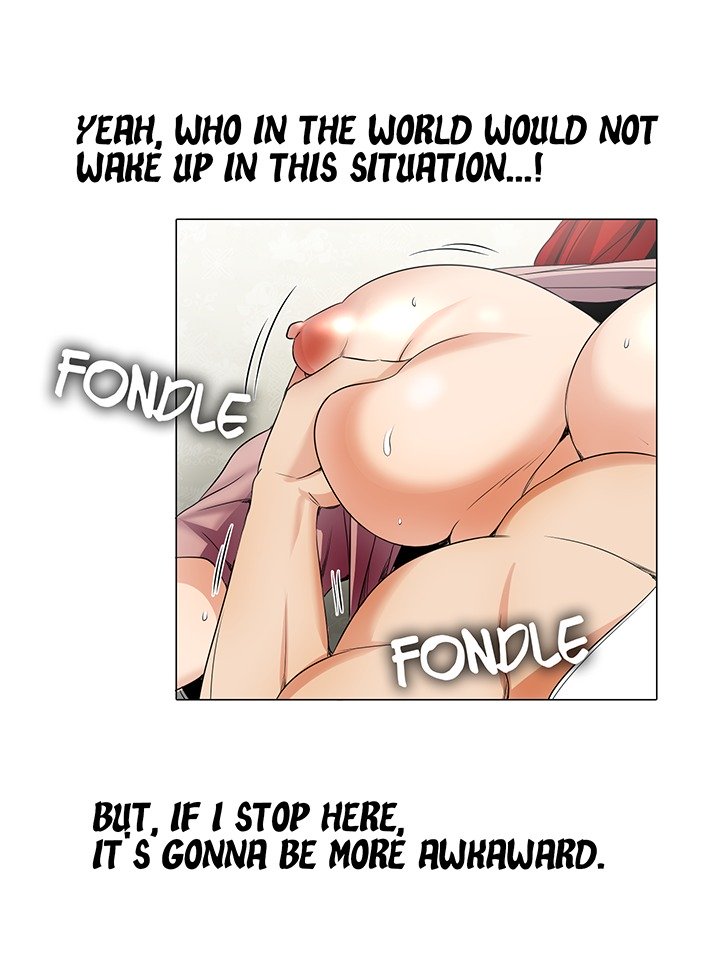 YEAH, WHO IN THE WORLD WOULD NOT
WAKE UP IN THIS SITUATION...!
FONDLE
FONDLE
BUT, IF I STOP HERE,
IT'S GONNA BE MORE AWKAWARD.